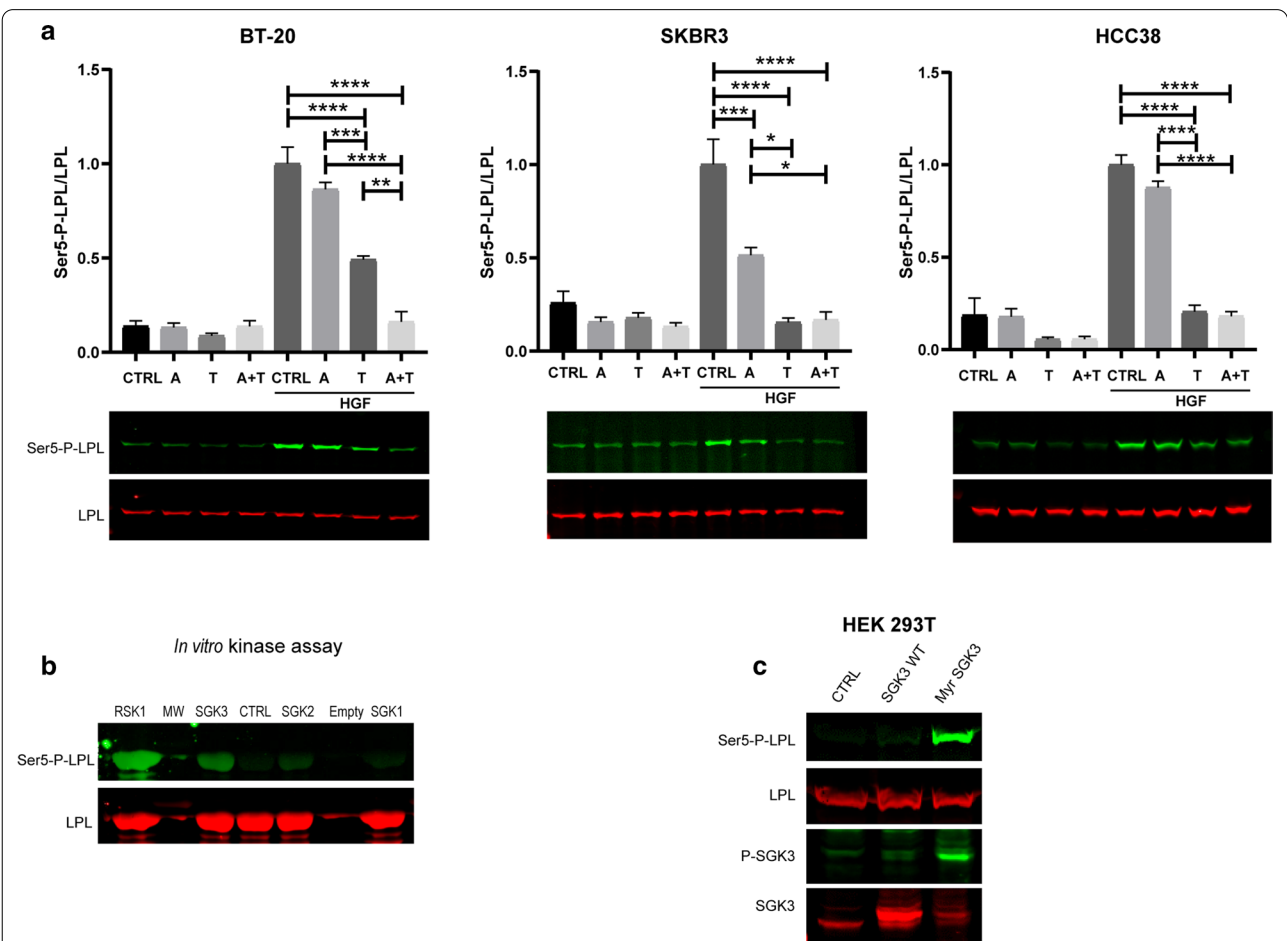 a
BT-20
Ser5-P-LPL/LPL
1.5
1.0
0.5
0.0
****
****
***
****
**
CTRL A T A+T CTRL A T A+T
HGF
SKBR3
Ser5-P-LPL/LPL
1.5
1.0
0.5
0.0
****
****
***
*
*
CTRL A T A+T CTRL A T A+T
HGF
HCC38
Ser5-P-LPL/LPL
1.5
1.0
0.5
0.0
****
****
****
****
CTRL A T A+T CTRL A T A+T
HGF
Ser5-P-LPL
LPL
b
In vitro kinase assay
RSK1 MW SGK3 CTRL SGK2 Empty SGK1
Ser5-P-LPL
LPL
c
HEK 293T
CTRL
SGK3 WT
Myr SGK3
Ser5-P-LPL
LPL
P-SGK3
SGK3